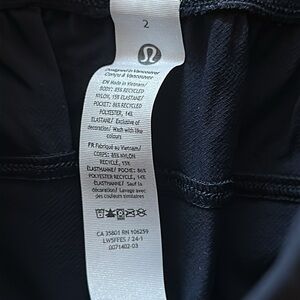 2
Designed in Vancouver
Conçu à Vancouver
EN Made in Vietnam/
BODY: 85% RECYCLED
NYLON, 15% ELASTANE/
POCKET: 86% RECYCLED
POLYESTER, 14%
ELASTANE/ Exclusive of
decoration/ Wash with like
colours
FR Fabriqué au Vietnam/
CORPS: 85% NYLON
RECYCLÉ, 15%
ÉLASTHANNE/ POCHE: 86%
POLYESTER RECYCLÉ, 14%
ÉLASTHANNE/ Sauf la
décoration/ Laver avec
des couleurs similaires
CA 35801 RN 106259
LW5FFES / 24-1
0071402-03